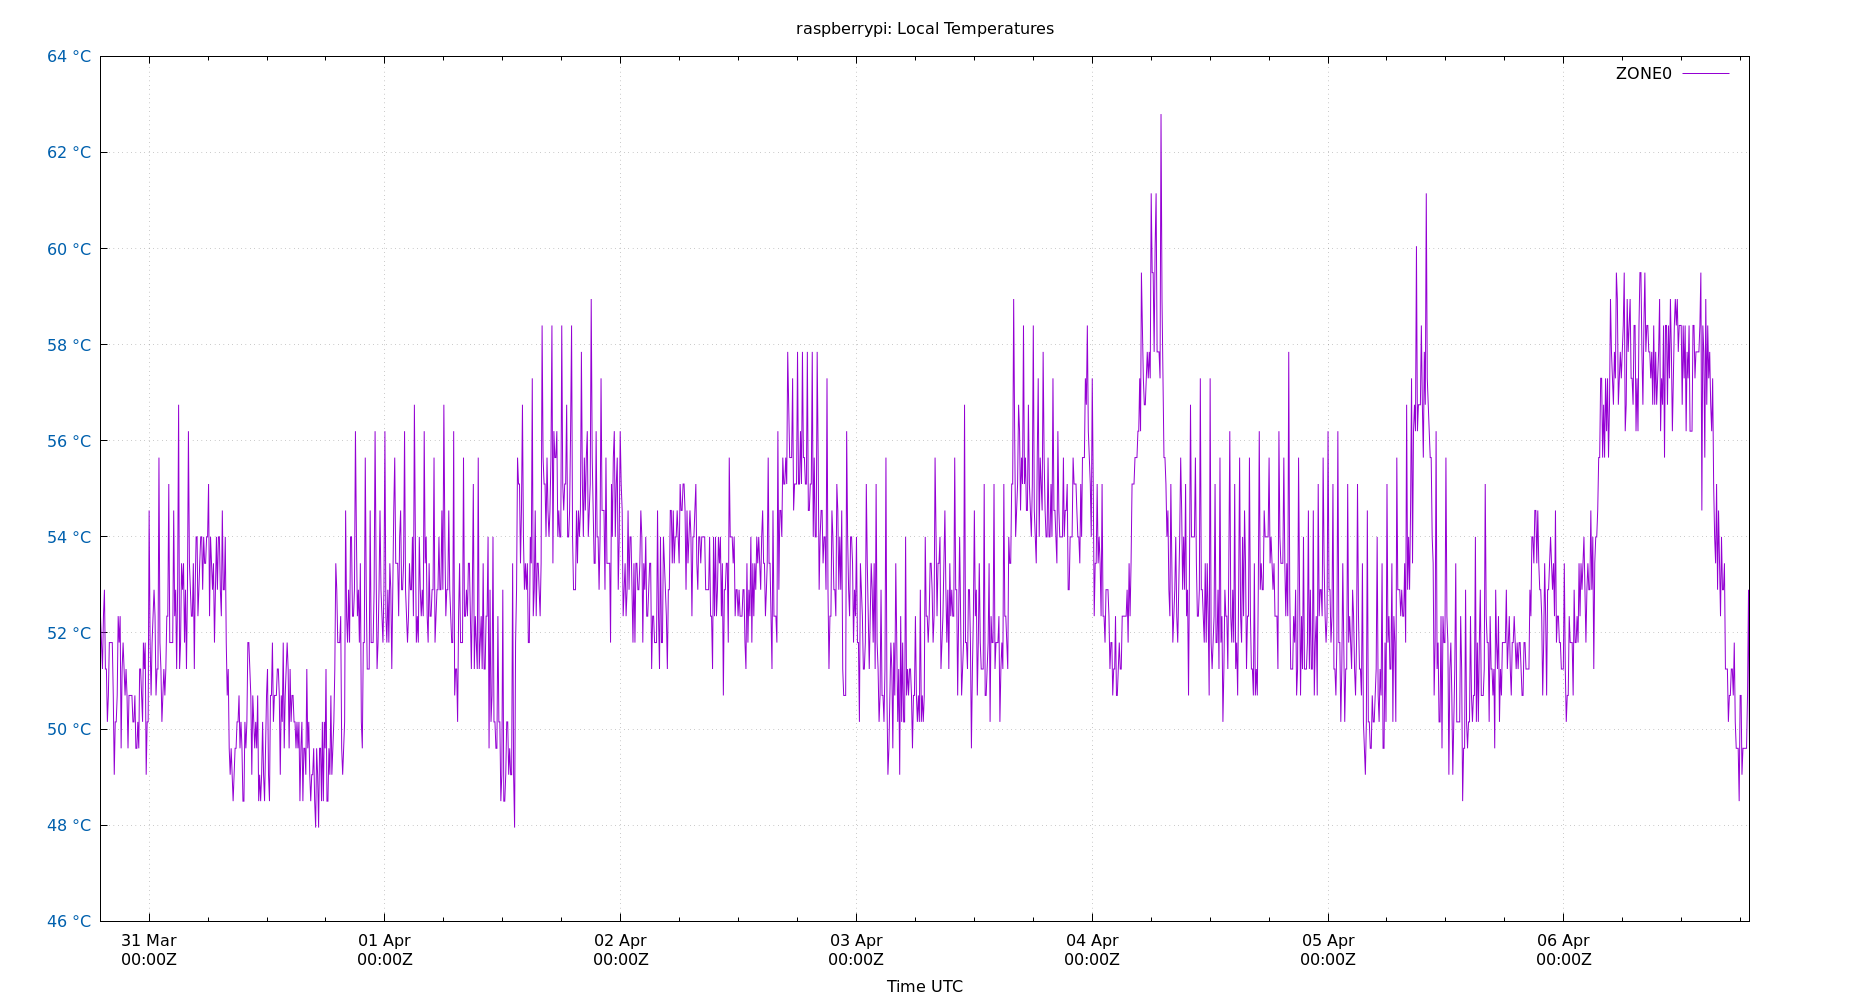 raspberrypi: Local Temperatures
64 °C
ZONE0
62 °C
60 °C
58 °C
56 °C
54 °C
52 °C
50 °C
48 °C
46 °C
31 Mar 01 Apr 02 Apr 03 Apr 04 Apr 05 Apr 06 Apr
00:00Z 00:00Z 00:00Z 00:00Z 00:00Z 00:00Z 00:00Z
Time UTC